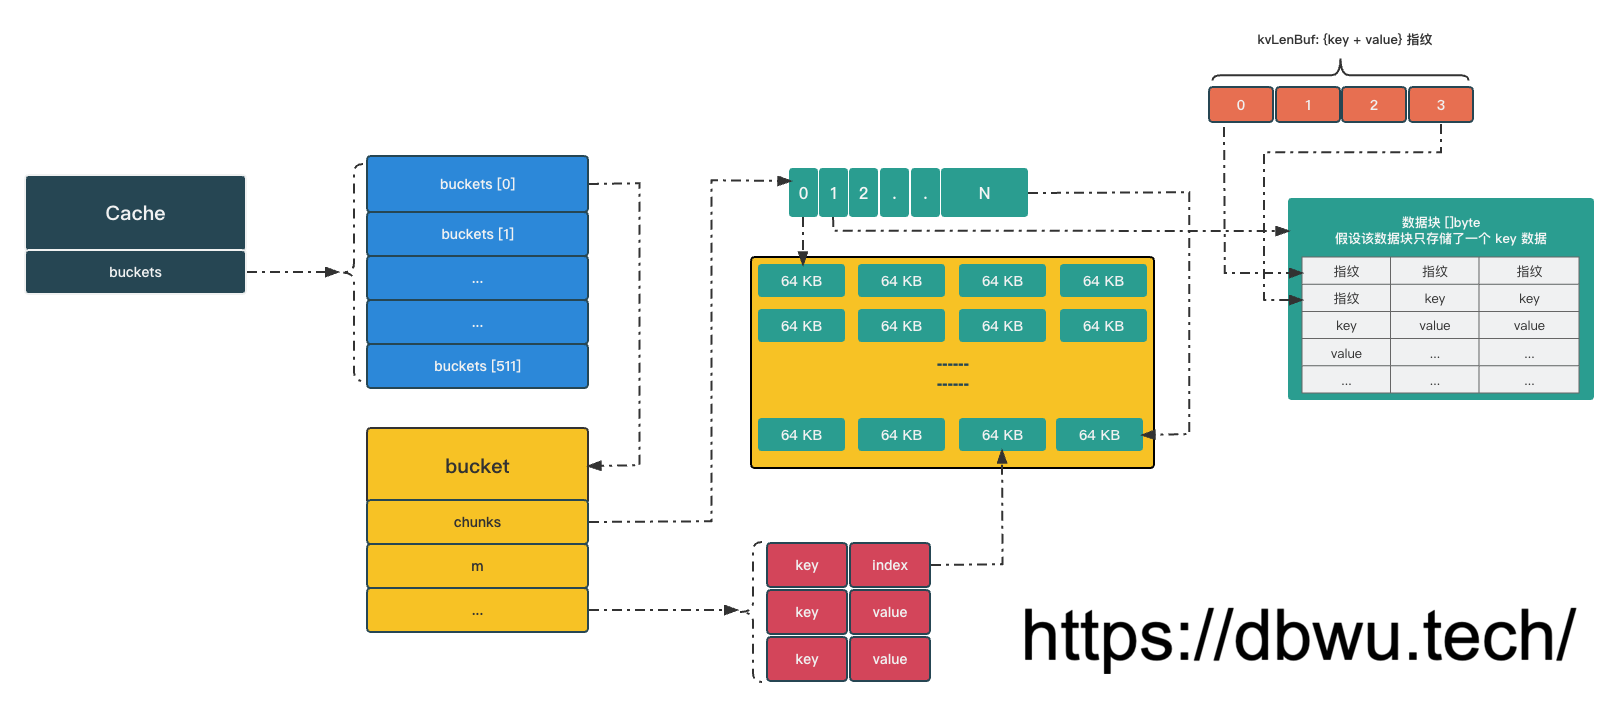 kvLenBuf: {key + value} 指纹
0 1 2 3
Cache
buckets
buckets [0]
buckets [1]
...
...
buckets [511]
bucket
chunks
m
...
0 1 2 . . N
64 KB 64 KB 64 KB 64 KB
64 KB 64 KB 64 KB 64 KB
------
------
64 KB 64 KB 64 KB 64 KB
数据块 []byte
假设该数据块只存储了一个 key 数据
指纹 指纹 指纹
指纹 key key
key value value
value ... ...
... ... ...
key index
key value
key value
https://dbwu.tech/